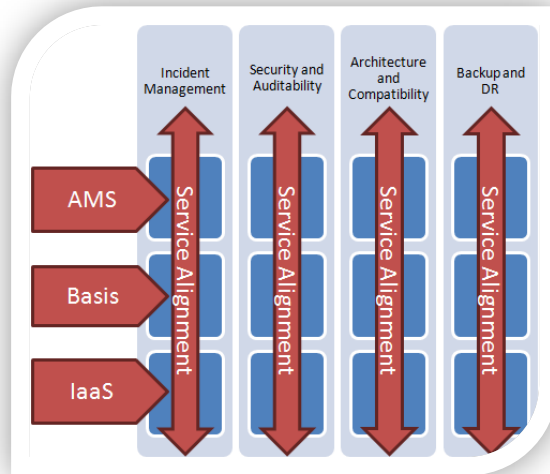 Incident
Management
Security and
Auditability
Architecture
and
Compatibility
Backup and
DR
AMS
Basis
IaaS
Service Alignment
Service Alignment
Service Alignment
Service Alignment